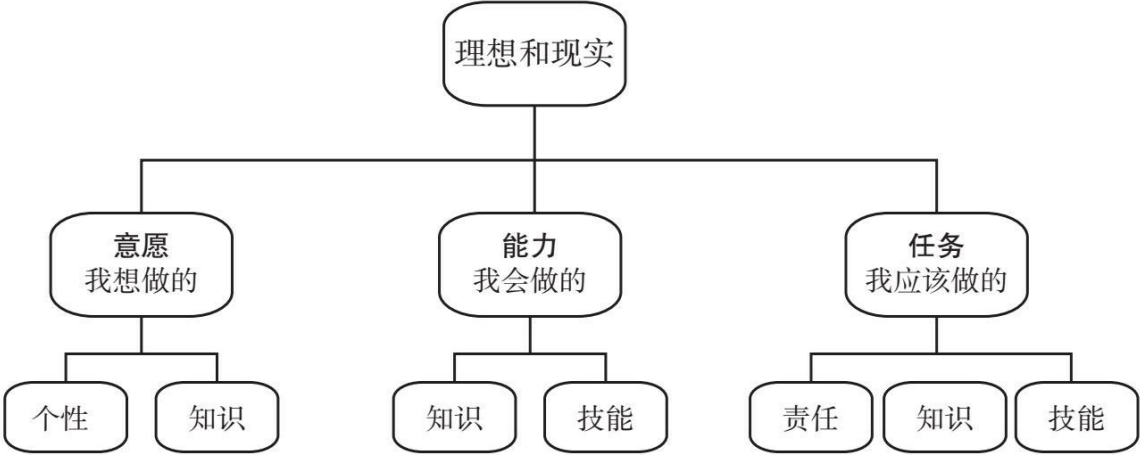 理想和现实
意愿
我想做的
能力
我会做的
任务
我应该做的
个性
知识
知识
技能
责任
知识
技能